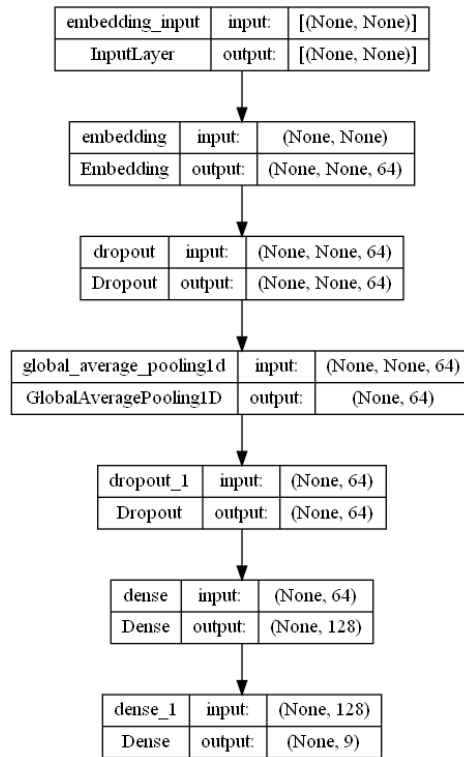 embedding_input input: [(None, None)]
InputLayer output: [(None, None)]
embedding input: (None, None)
Embedding output: (None, None, 64)
dropout input: (None, None, 64)
Dropout output: (None, None, 64)
global_average_pooling1d input: (None, None, 64)
GlobalAveragePooling1D output: (None, 64)
dropout_1 input: (None, 64)
Dropout output: (None, 64)
dense input: (None, 64)
Dense output: (None, 128)
dense_1 input: (None, 128)
Dense output: (None, 9)